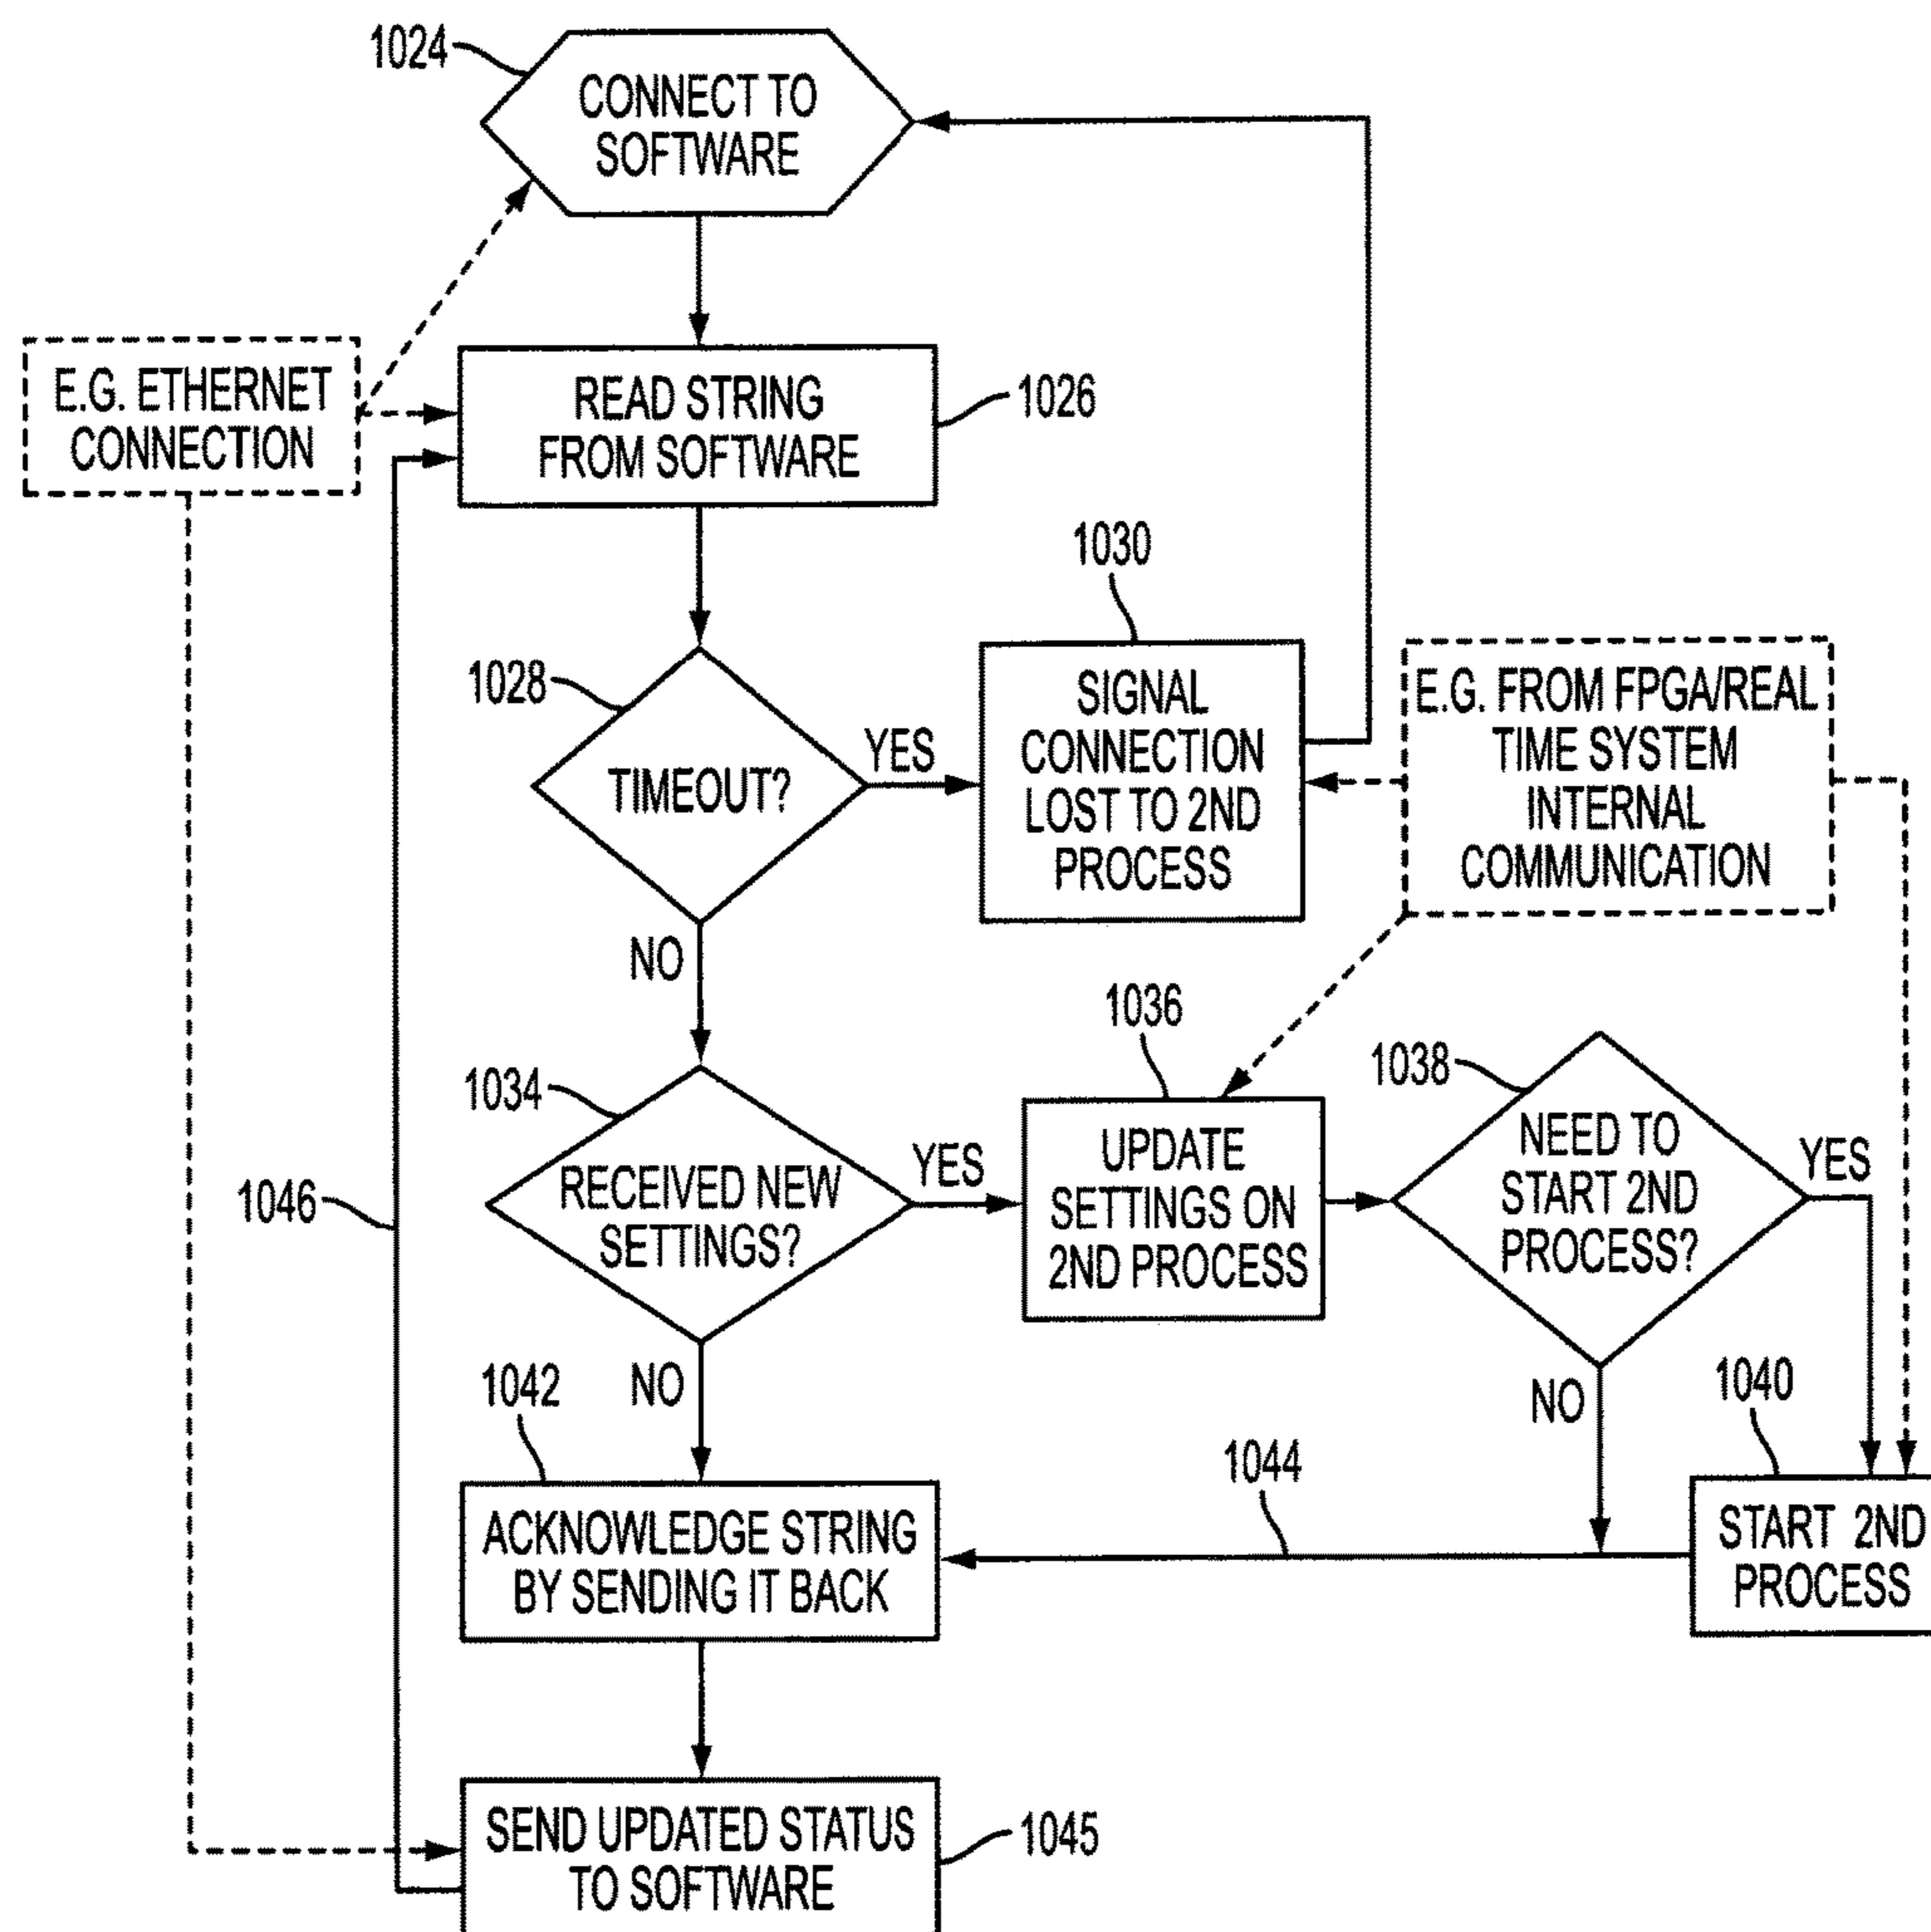 1024
CONNECT TO
SOFTWARE
E.G. ETHERNET
CONNECTION
READ STRING
FROM SOFTWARE
1026
1030
1028
TIMEOUT?
YES
SIGNAL
CONNECTION
LOST TO 2ND
PROCESS
E.G. FROM FPGA/REAL
TIME SYSTEM
INTERNAL
COMMUNICATION
NO
1036
1034
RECEIVED NEW
SETTINGS?
YES
UPDATE
SETTINGS ON
2ND PROCESS
1038
NEED TO
START 2ND
PROCESS?
YES
1046
NO
1042
NO
1040
1044
ACKNOWLEDGE STRING
BY SENDING IT BACK
START 2ND
PROCESS
SEND UPDATED STATUS
TO SOFTWARE
1045